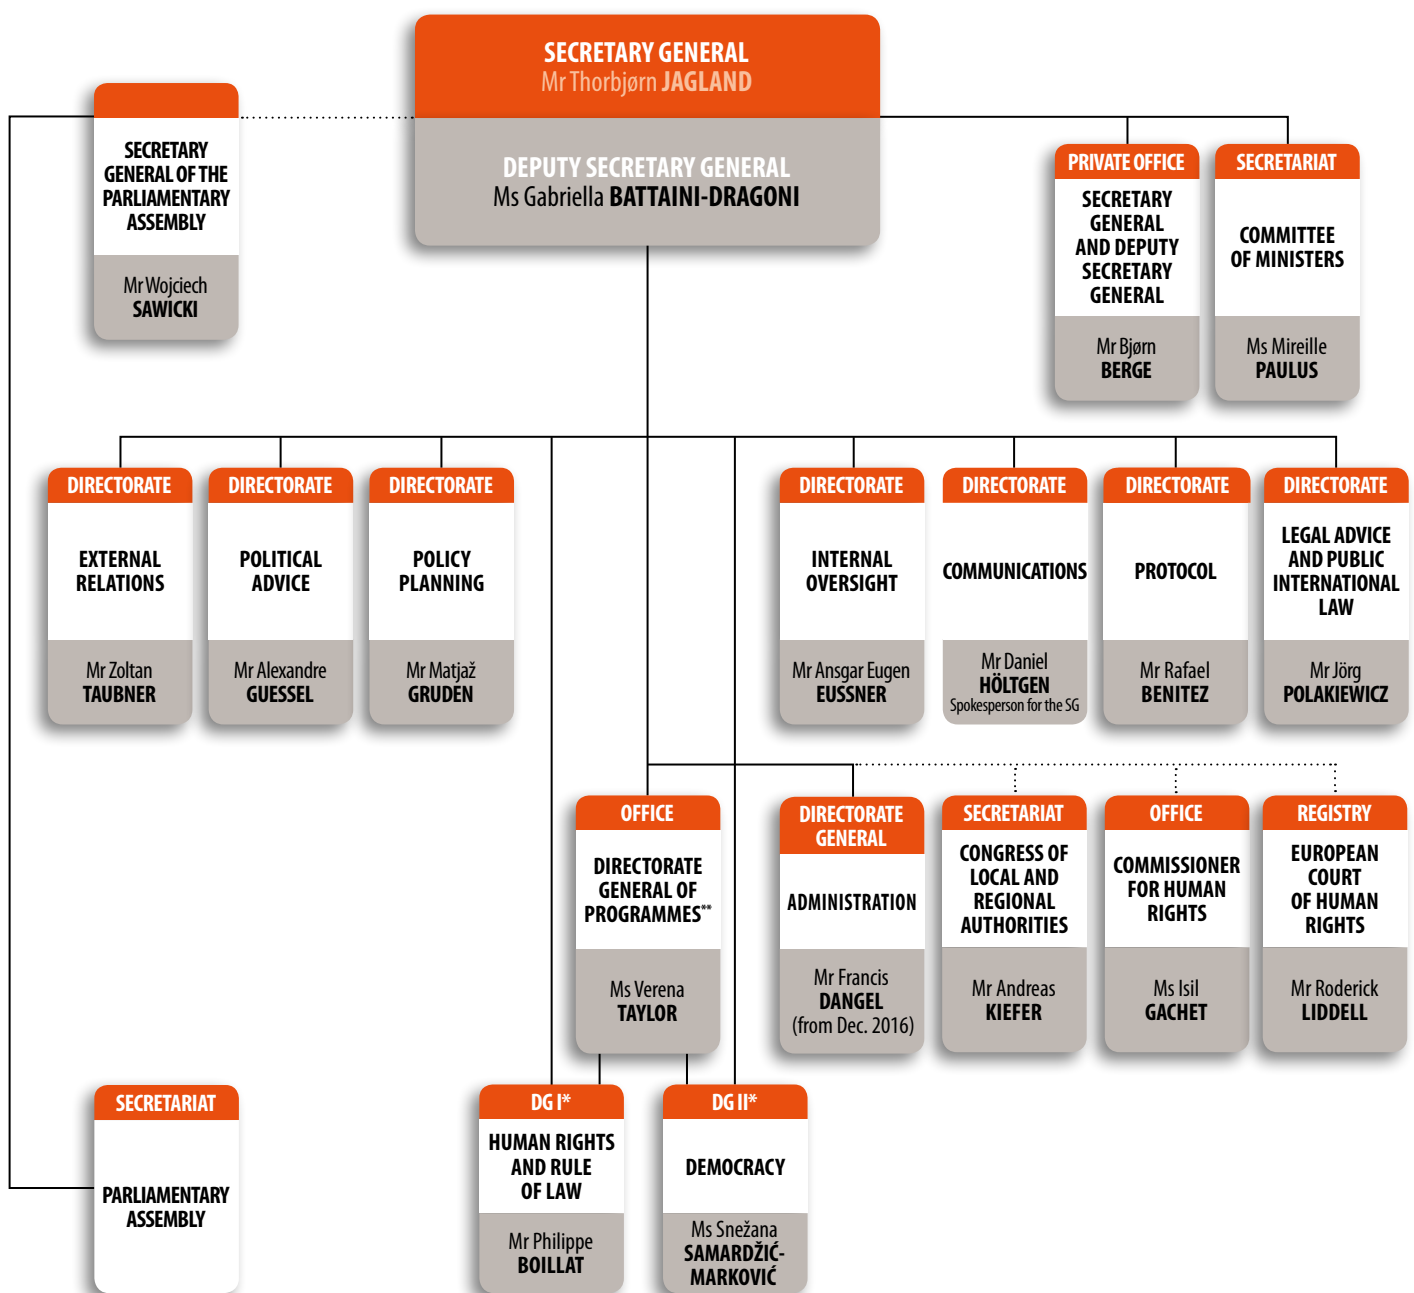 SECRETARY GENERAL
Mr Thorbjørn JAGLAND
DEPUTY SECRETARY GENERAL
Ms Gabriella BATTAINI-DRAGONI
SECRETARY
GENERAL OF THE
PARLIAMENTARY
ASSEMBLY
Mr Wojciech
SAWICKI
PRIVATE OFFICE
SECRETARY
GENERAL
AND DEPUTY
SECRETARY
GENERAL
Mr Bjørn
BERGE
SECRETARIAT
COMMITTEE
OF MINISTERS
Ms Mireille
PAULUS
DIRECTORATE
EXTERNAL
RELATIONS
Mr Zoltan
TAUBNER
DIRECTORATE
POLITICAL
ADVICE
Mr Alexandre
GUESSEL
DIRECTORATE
POLICY
PLANNING
Mr Matjaž
GRUDEN
DIRECTORATE
INTERNAL
OVERSIGHT
Mr Ansgar Eugen
EUSSNER
DIRECTORATE
COMMUNICATIONS
Mr Daniel
HÖLTGEN
Spokesperson for the SG
DIRECTORATE
PROTOCOL
Mr Rafael
BENITEZ
DIRECTORATE
LEGAL ADVICE
AND PUBLIC
INTERNATIONAL
LAW
Mr Jörg
POLAKIEWICZ
OFFICE
DIRECTORATE
GENERAL OF
PROGRAMMES**
Ms Verena
TAYLOR
DIRECTORATE
GENERAL
ADMINISTRATION
Mr Francis
DANGEL
(from Dec. 2016)
SECRETARIAT
CONGRESS OF
LOCAL AND
REGIONAL
AUTHORITIES
Mr Andreas
KIEFER
OFFICE
COMMISSIONER
FOR HUMAN
RIGHTS
Ms Isil
GACHET
REGISTRY
EUROPEAN
COURT
OF HUMAN
RIGHTS
Mr Roderick
LIDDELL
SECRETARIAT
PARLIAMENTARY
ASSEMBLY
DG I*
HUMAN RIGHTS
AND RULE
OF LAW
Mr Philippe
BOILLAT
DG II*
DEMOCRACY
Ms Snežana
SAMARDŽIĆ-
MARKOVIĆ